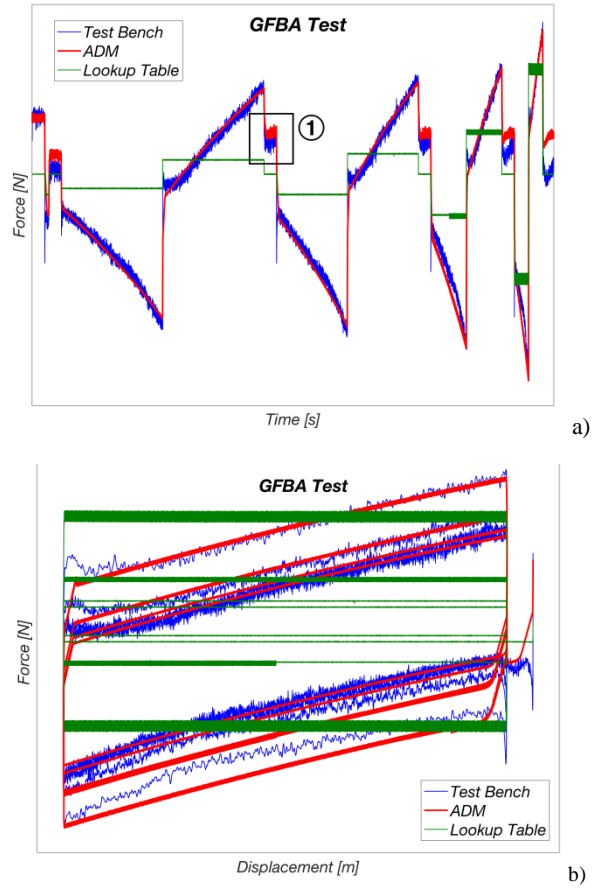 GFBA Test
Test Bench
ADM
Lookup Table
①
Force [N]
Time [s]
a)
GFBA Test
Force [N]
Test Bench
ADM
Lookup Table
Displacement [m]
b)